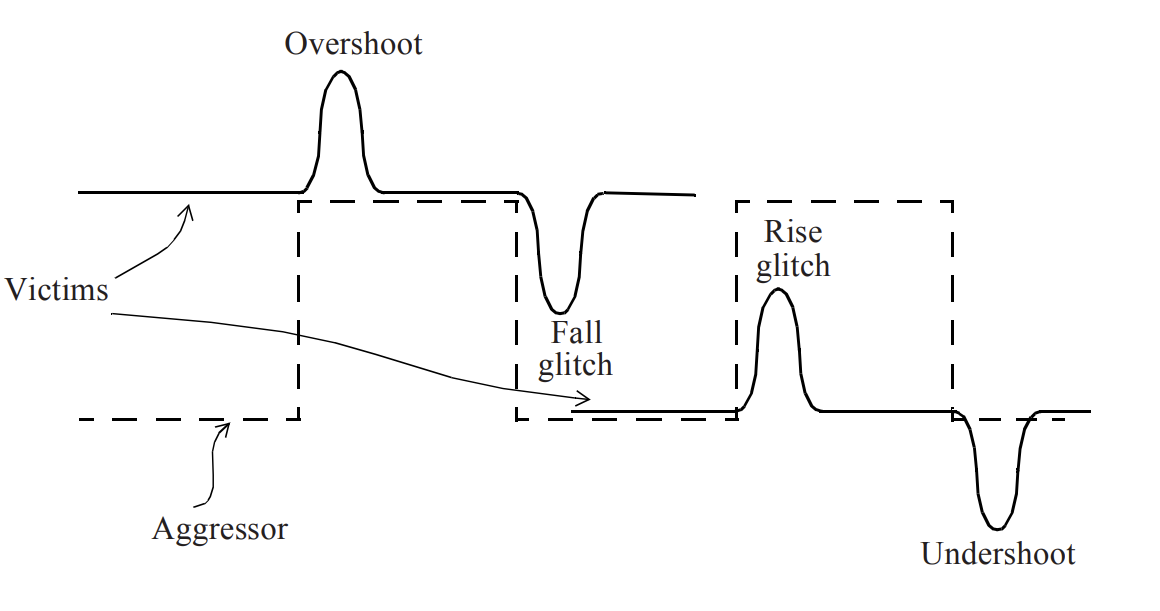 Overshoot
Rise
glitch
Victims
Fall
glitch
Aggressor
Undershoot